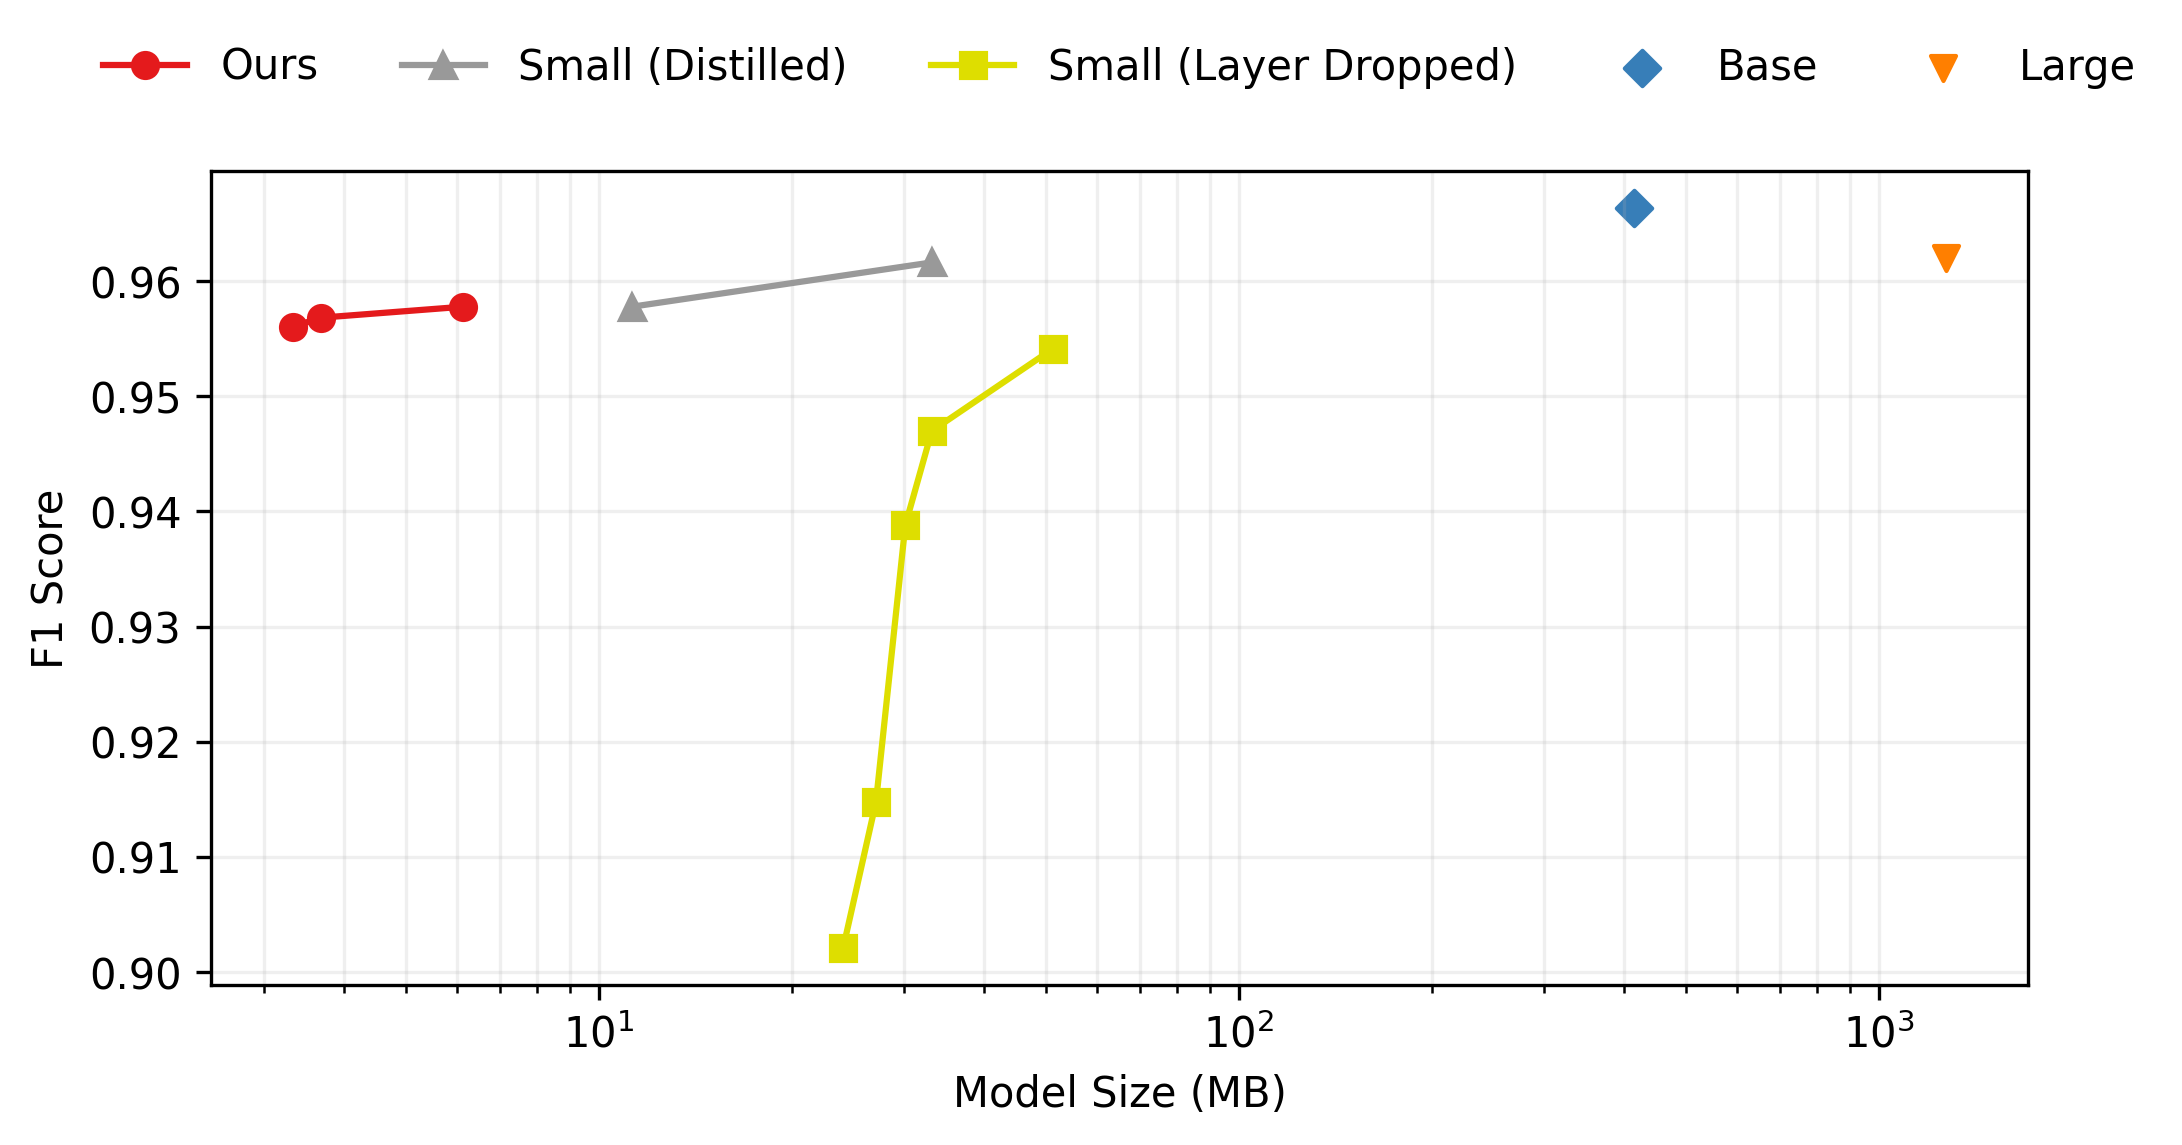 Ours Small (Distilled) Small (Layer Dropped) Base Large
0.96
0.95
0.94
0.93
0.92
0.91
0.90
F1 Score
10¹ 10² 10³
Model Size (MB)